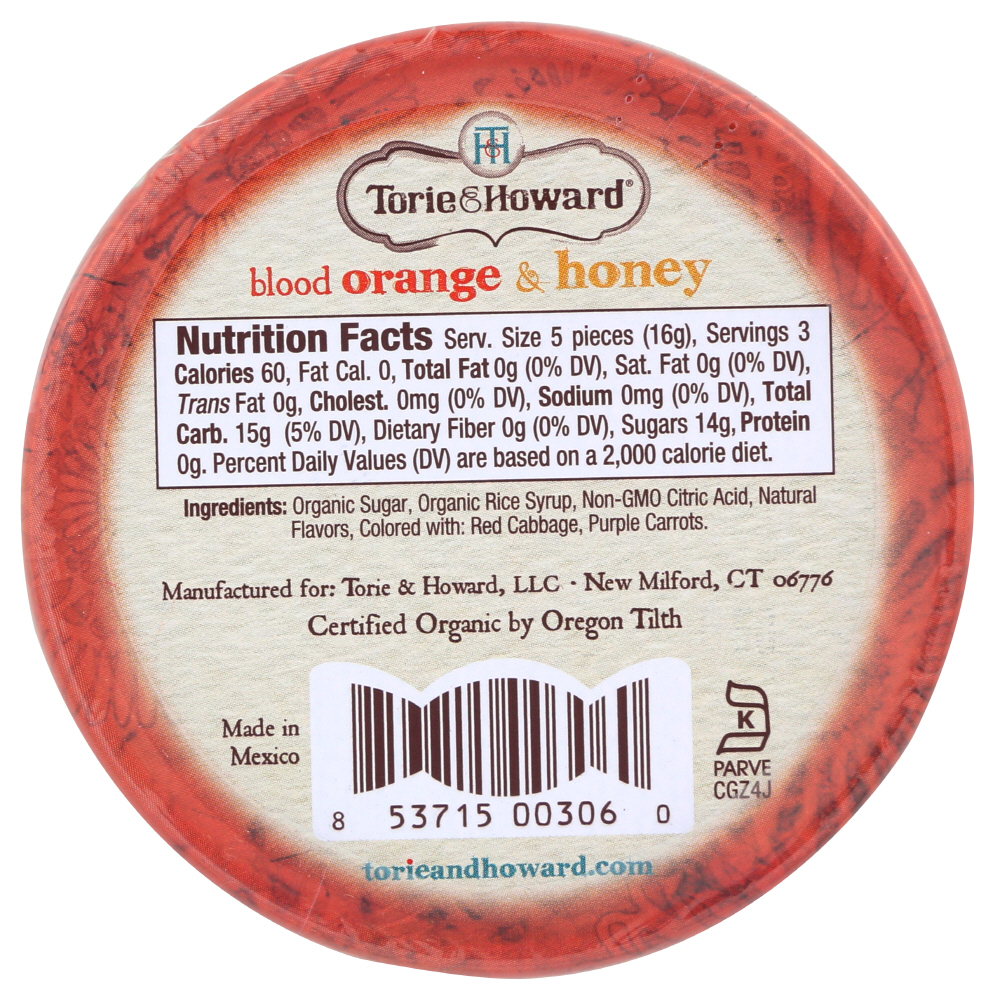 T&H
Torie&Howard®
blood orange & honey
Nutrition Facts Serv. Size 5 pieces (16g), Servings 3
Calories 60, Fat Cal. 0, Total Fat 0g (0% DV), Sat. Fat 0g (0% DV),
Trans Fat 0g, Cholest. 0mg (0% DV), Sodium 0mg (0% DV), Total
Carb. 15g (5% DV), Dietary Fiber 0g (0% DV), Sugars 14g, Protein
0g. Percent Daily Values (DV) are based on a 2,000 calorie diet.
Ingredients: Organic Sugar, Organic Rice Syrup, Non-GMO Citric Acid, Natural
Flavors, Colored with: Red Cabbage, Purple Carrots.
Manufactured for: Torie & Howard, LLC · New Milford, CT 06776
Certified Organic by Oregon Tilth
Made in
Mexico
8 53715 00306 0
K
PARVE
CGZ4J
torieandhoward.com